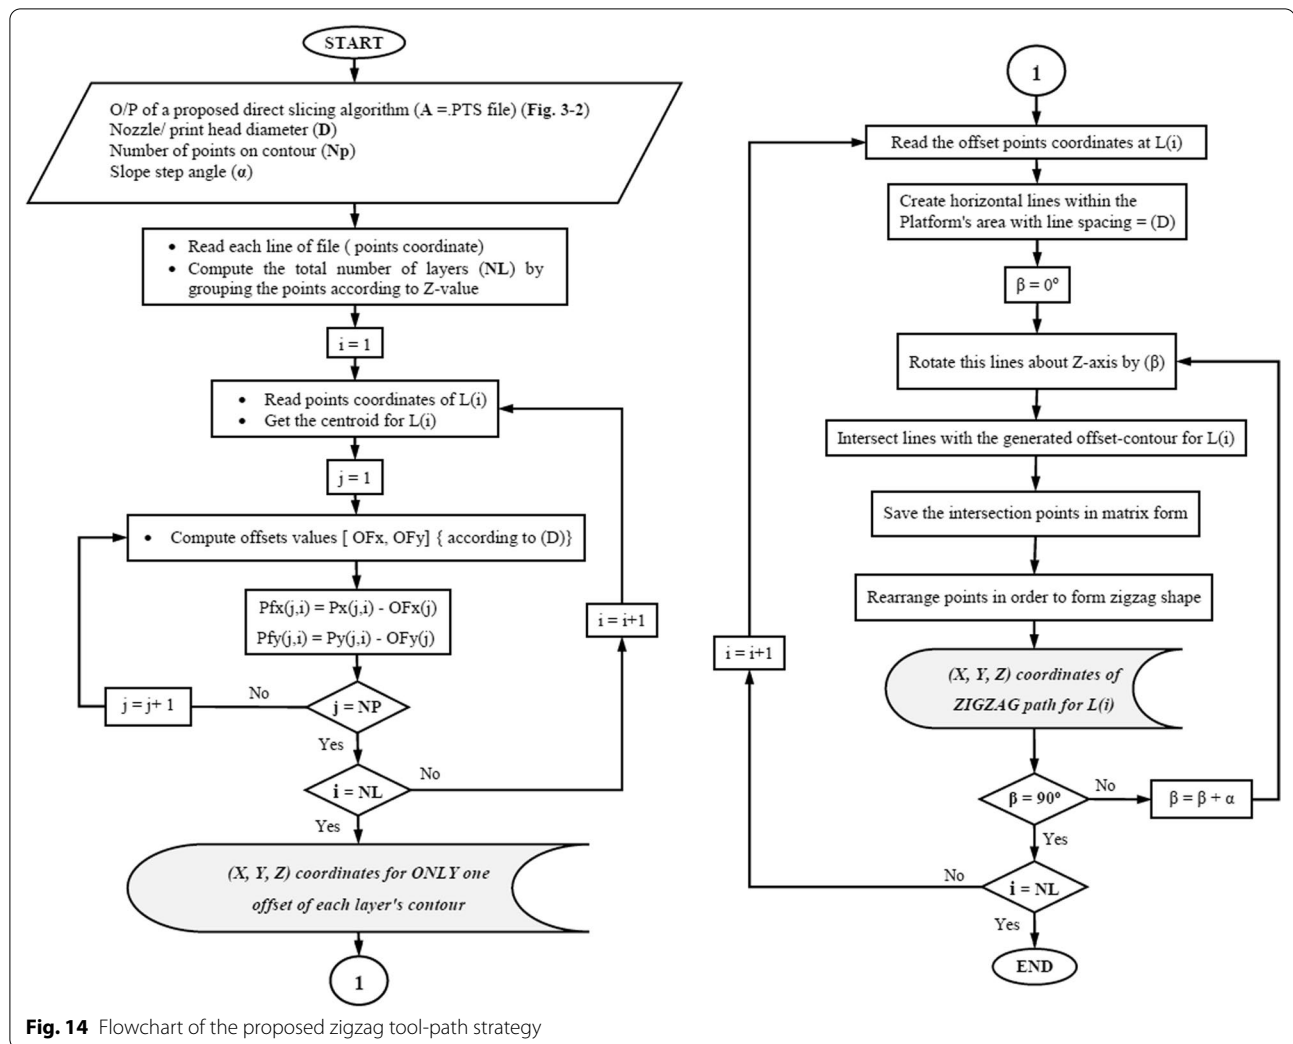 START
O/P of a proposed direct slicing algorithm (A =.PTS file) (Fig. 3-2)
Nozzle/ print head diameter (D)
Number of points on contour (Np)
Slope step angle (α)
• Read each line of file ( points coordinate)
• Compute the total number of layers (NL) by
grouping the points according to Z-value
i = 1
• Read points coordinates of L(i)
• Get the centroid for L(i)
j = 1
• Compute offsets values [ OFx, OFy] { according to (D)}
Pfx(j,i) = Px(j,i) - OFx(j)
Pfy(j,i) = Py(j,i) - OFy(j)
i = i+1
j = j+ 1
No
j = NP
Yes
i = NL
No
Yes
(X, Y, Z) coordinates for ONLY one
offset of each layer's contour
1
1
Read the offset points coordinates at L(i)
Create horizontal lines within the
Platform's area with line spacing = (D)
β = 0º
Rotate this lines about Z-axis by (β)
Intersect lines with the generated offset-contour for L(i)
Save the intersection points in matrix form
Rearrange points in order to form zigzag shape
i = i+1
(X, Y, Z) coordinates of
ZIGZAG path for L(i)
β = 90º
No
β = β + α
Yes
No
i = NL
Yes
END
Fig. 14 Flowchart of the proposed zigzag tool-path strategy